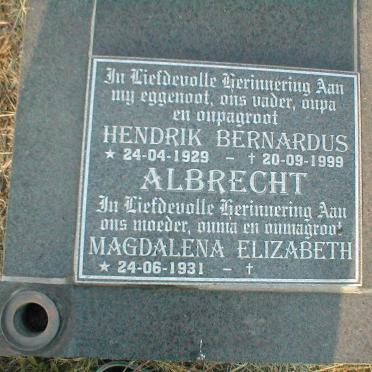 In Liefdevolle Herinnering Aan
my eggenoot, ons vader, oupa
en oupagroot
HENDRIK BERNARDUS
★ 24-04-1929 - † 20-09-1999
ALBRECHT
In Liefdevolle Herinnering Aan
ons moeder, ouma en oumagroot
MAGDALENA ELIZABETH
★ 24-06-1931 - †